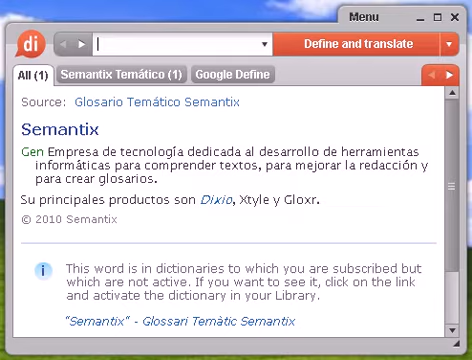 Menu
di
Define and translate
All (1)
Semantix Temático (1)
Google Define
Source: Glosario Temático Semantix
Semantix
Gen Empresa de tecnología dedicada al desarrollo de herramientas
informáticas para comprender textos, para mejorar la redacción y
para crear glosarios.
Su principales productos son Dixio, Xtyle y Gloxr.
© 2010 Semantix
i
This word is in dictionaries to which you are subscribed but
which are not active. If you want to see it, click on the link
and activate the dictionary in your Library.
"Semantix" - Glossari Temàtic Semantix